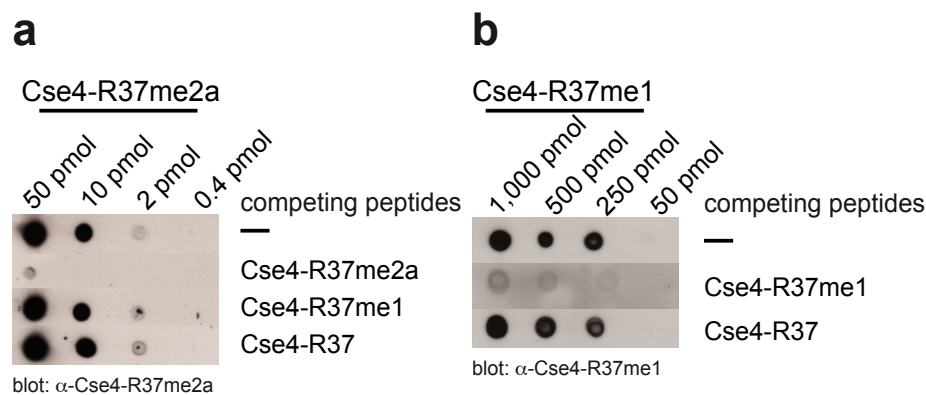 a
Cse4-R37me2a
50 pmol
10 pmol
2 pmol
0.4 pmol
competing peptides
—
Cse4-R37me2a
Cse4-R37me1
Cse4-R37
blot: α-Cse4-R37me2a
b
Cse4-R37me1
1,000 pmol
500 pmol
250 pmol
50 pmol
competing peptides
—
Cse4-R37me1
Cse4-R37
blot: α-Cse4-R37me1